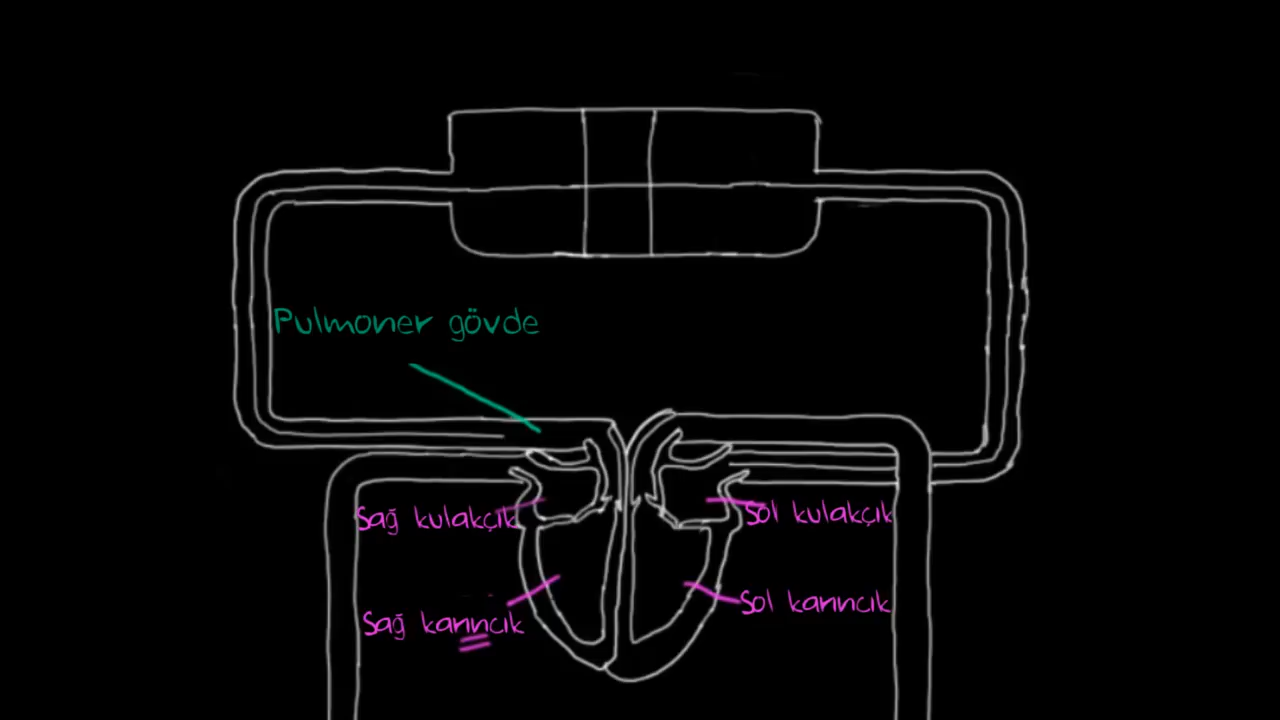 Pulmoner gövde
Sağ kulakçık
Sol kulakçık
Sağ karıncık
Sol karıncık